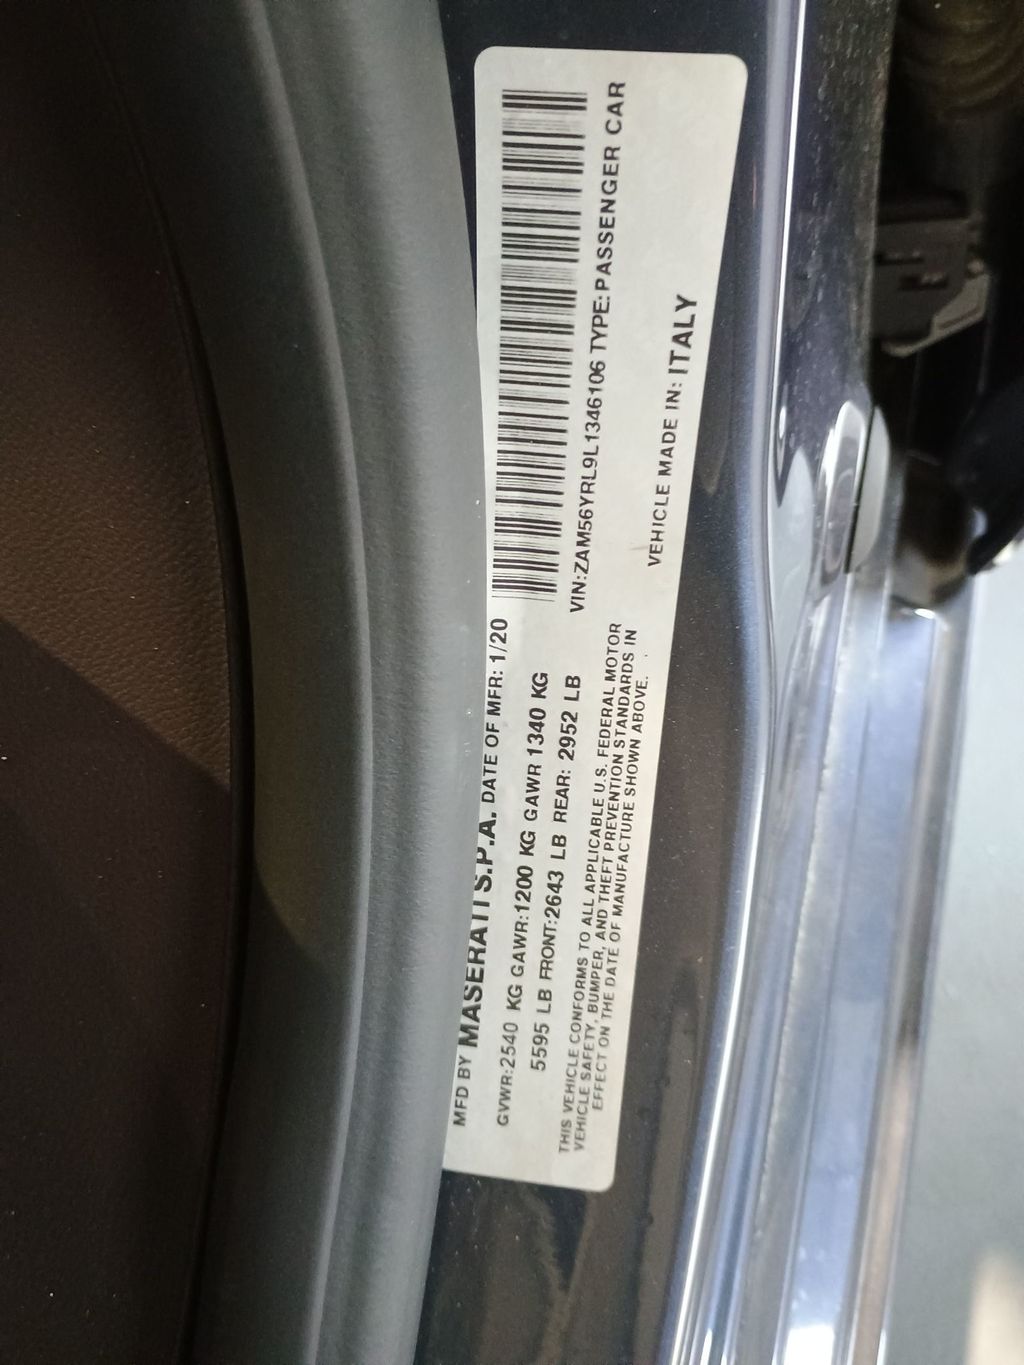 MFD BY MASERATI S.P.A. DATE OF MFR: 1/20
GVWR:2540 KG GAWR:1200 KG GAWR 1340 KG
5595 LB FRONT:2643 LB REAR: 2952 LB
THIS VEHICLE CONFORMS TO ALL APPLICABLE U.S. FEDERAL MOTOR
VEHICLE SAFETY, BUMPER, AND THEFT PREVENTION STANDARDS IN
EFFECT ON THE DATE OF MANUFACTURE SHOWN ABOVE.
VIN:ZAM56YRL9L1346106 TYPE:PASSENGER CAR
VEHICLE MADE IN: ITALY